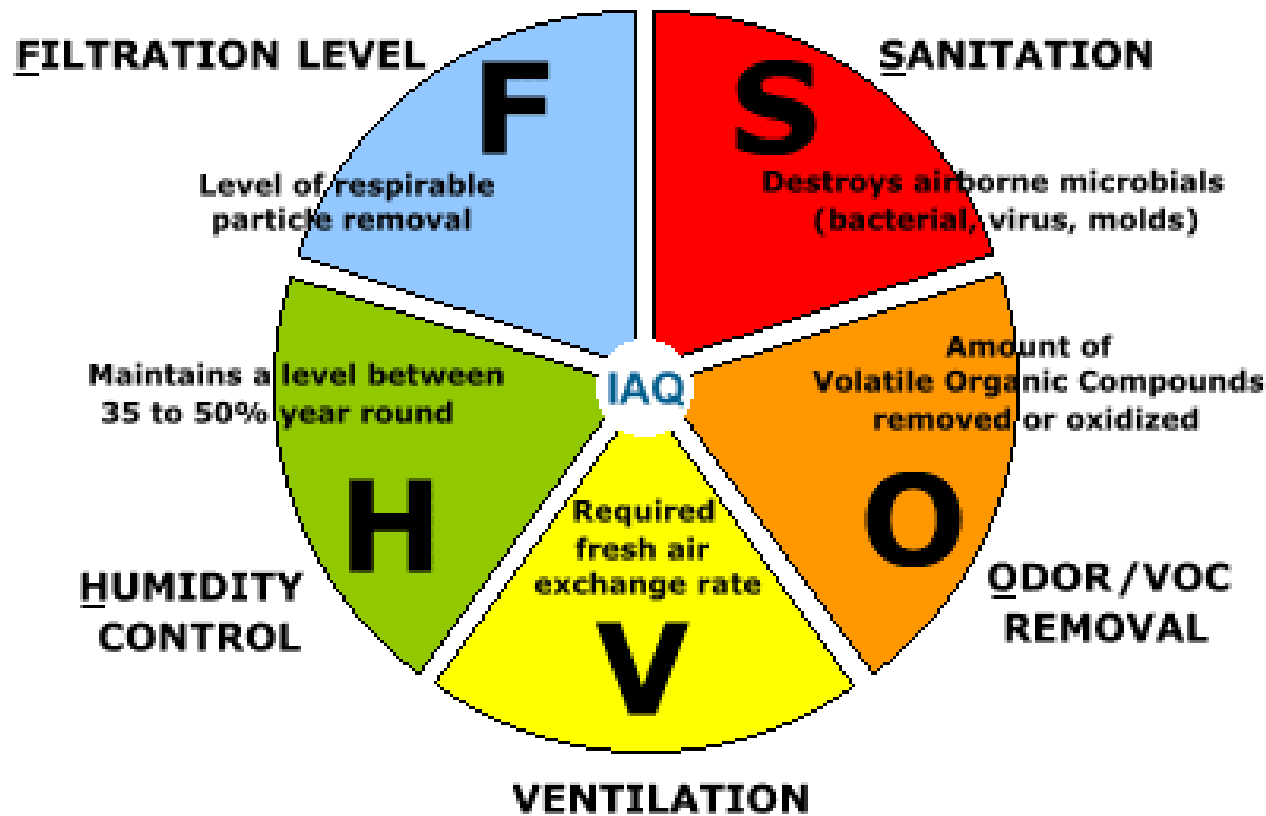 FILTRATION LEVEL
F
Level of respirable
particle removal
S
SANITATION
Destroys airborne microbials
(bacterial, virus, molds)
Maintains a level between
35 to 50% year round
H
HUMIDITY
CONTROL
IAQ
Amount of
Volatile Organic Compounds
removed or oxidized
O
ODOR/VOC
REMOVAL
Required
fresh air
exchange rate
V
VENTILATION